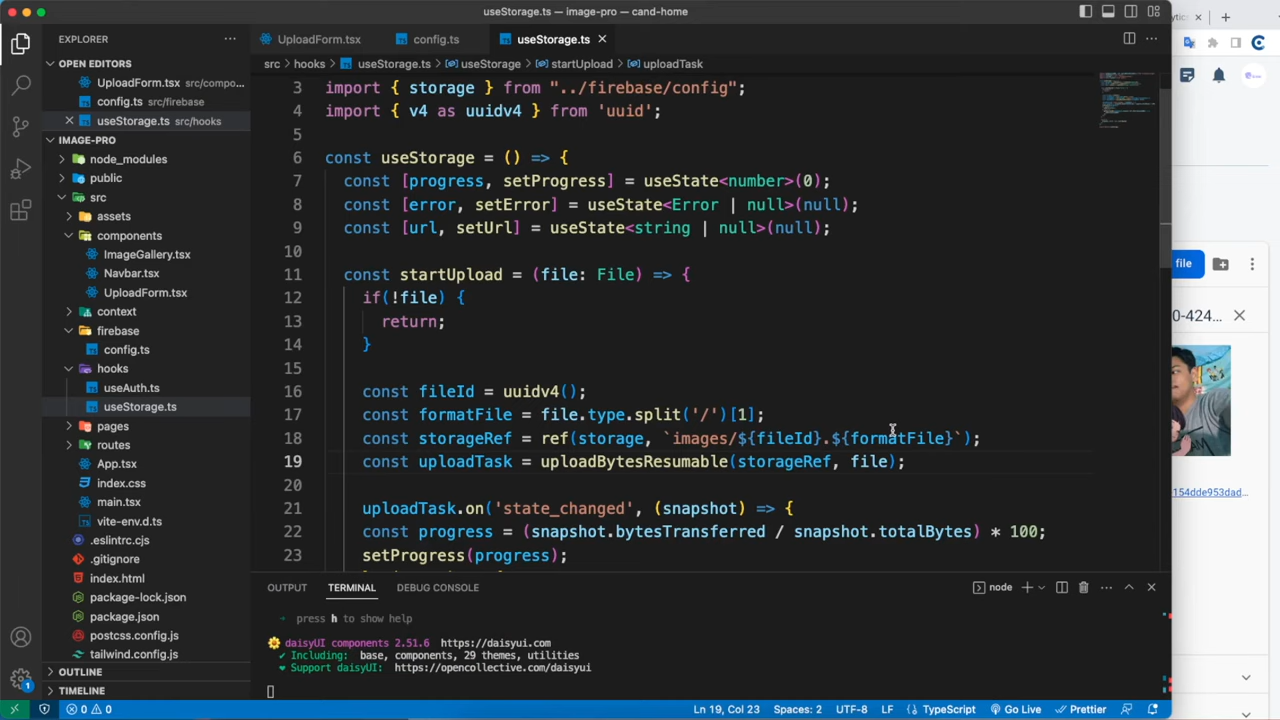 useStorage.ts — image-pro — cand-home
EXPLORER
OPEN EDITORS
UploadForm.tsx src/compo...
config.ts src/firebase
useStorage.ts src/hooks
IMAGE-PRO
node_modules
public
src
assets
components
ImageGallery.tsx
Navbar.tsx
UploadForm.tsx
context
firebase
config.ts
hooks
useAuth.ts
useStorage.ts
pages
routes
App.tsx
index.css
main.tsx
vite-env.d.ts
.eslintrc.cjs
.gitignore
index.html
package-lock.json
package.json
postcss.config.js
tailwind.config.js
OUTLINE
TIMELINE
UploadForm.tsx config.ts useStorage.ts
src > hooks > useStorage.ts > useStorage > startUpload > uploadTask
3 import { storage } from "../firebase/config";
4 import { v4 as uuidv4 } from 'uuid';
5
6 const useStorage = () => {
7 const [progress, setProgress] = useState<number>(0);
8 const [error, setError] = useState<Error | null>(null);
9 const [url, setUrl] = useState<string | null>(null);
10
11 const startUpload = (file: File) => {
12 if(!file) {
13 return;
14 }
15
16 const fileId = uuidv4();
17 const formatFile = file.type.split('/')[1];
18 const storageRef = ref(storage, `images/${fileId}.${formatFile}`);
19 const uploadTask = uploadBytesResumable(storageRef, file);
20
21 uploadTask.on('state_changed', (snapshot) => {
22 const progress = (snapshot.bytesTransferred / snapshot.totalBytes) * 100;
23 setProgress(progress);
OUTPUT TERMINAL DEBUG CONSOLE
node
press h to show help
daisyUI components 2.51.6 https://daisyui.com
✓ Including: base, components, 29 themes, utilities
❤ Support daisyUI: https://opencollective.com/daisyui
1
0 0
Ln 19, Col 23 Spaces: 2 UTF-8 LF TypeScript Go Live Prettier
file
0-424...
154dde953dad...